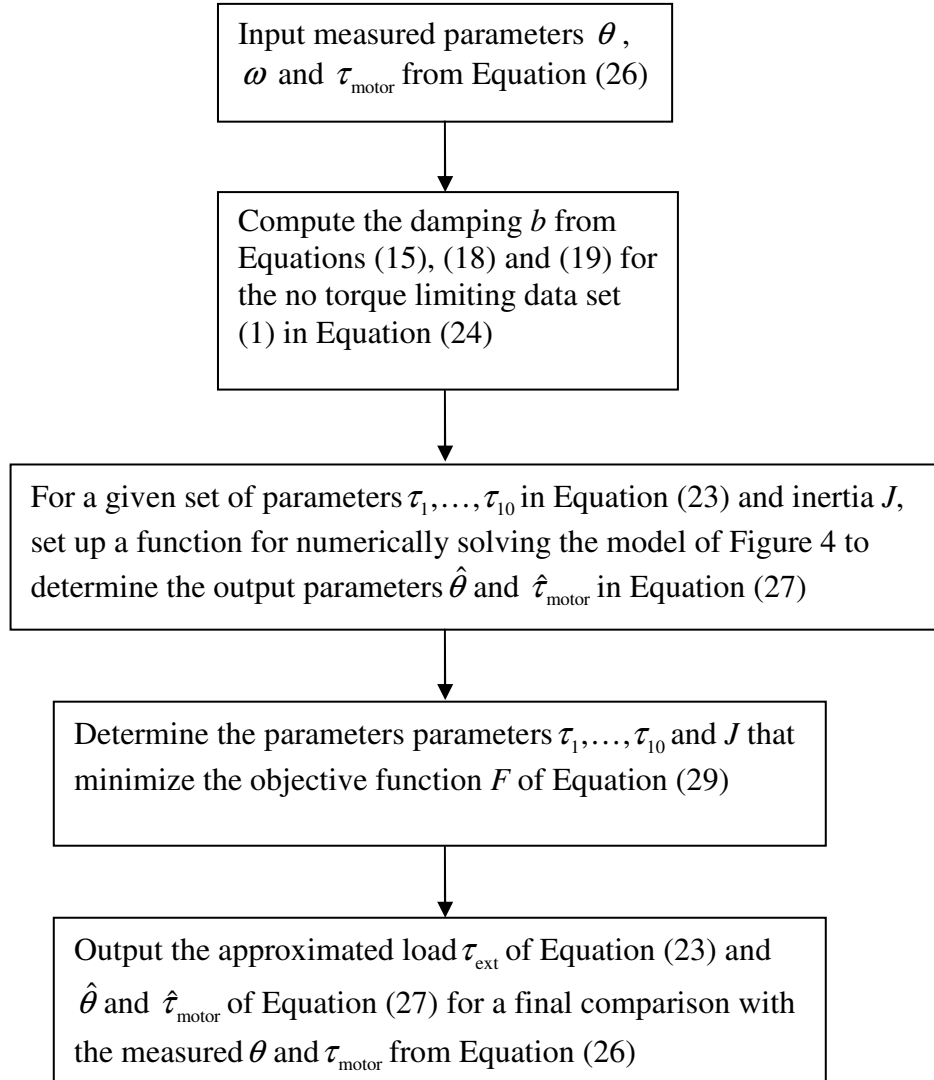 Input measured parameters θ ,
ω and τ_motor from Equation (26)
Compute the damping b from
Equations (15), (18) and (19) for
the no torque limiting data set
(1) in Equation (24)
For a given set of parameters τ₁,…,τ₁₀ in Equation (23) and inertia J,
set up a function for numerically solving the model of Figure 4 to
determine the output parameters θ̂ and τ̂_motor in Equation (27)
Determine the parameters parameters τ₁,…,τ₁₀ and J that
minimize the objective function F of Equation (29)
Output the approximated load τ_ext of Equation (23) and
θ̂ and τ̂_motor of Equation (27) for a final comparison with
the measured θ and τ_motor from Equation (26)